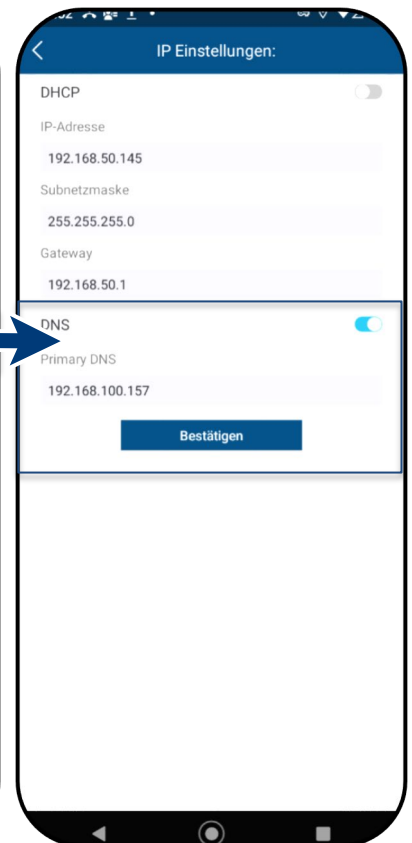 IP Einstellungen:
DHCP
IP-Adresse
192.168.50.145
Subnetzmaske
255.255.255.0
Gateway
192.168.50.1
DNS
Primary DNS
192.168.100.157
Bestätigen